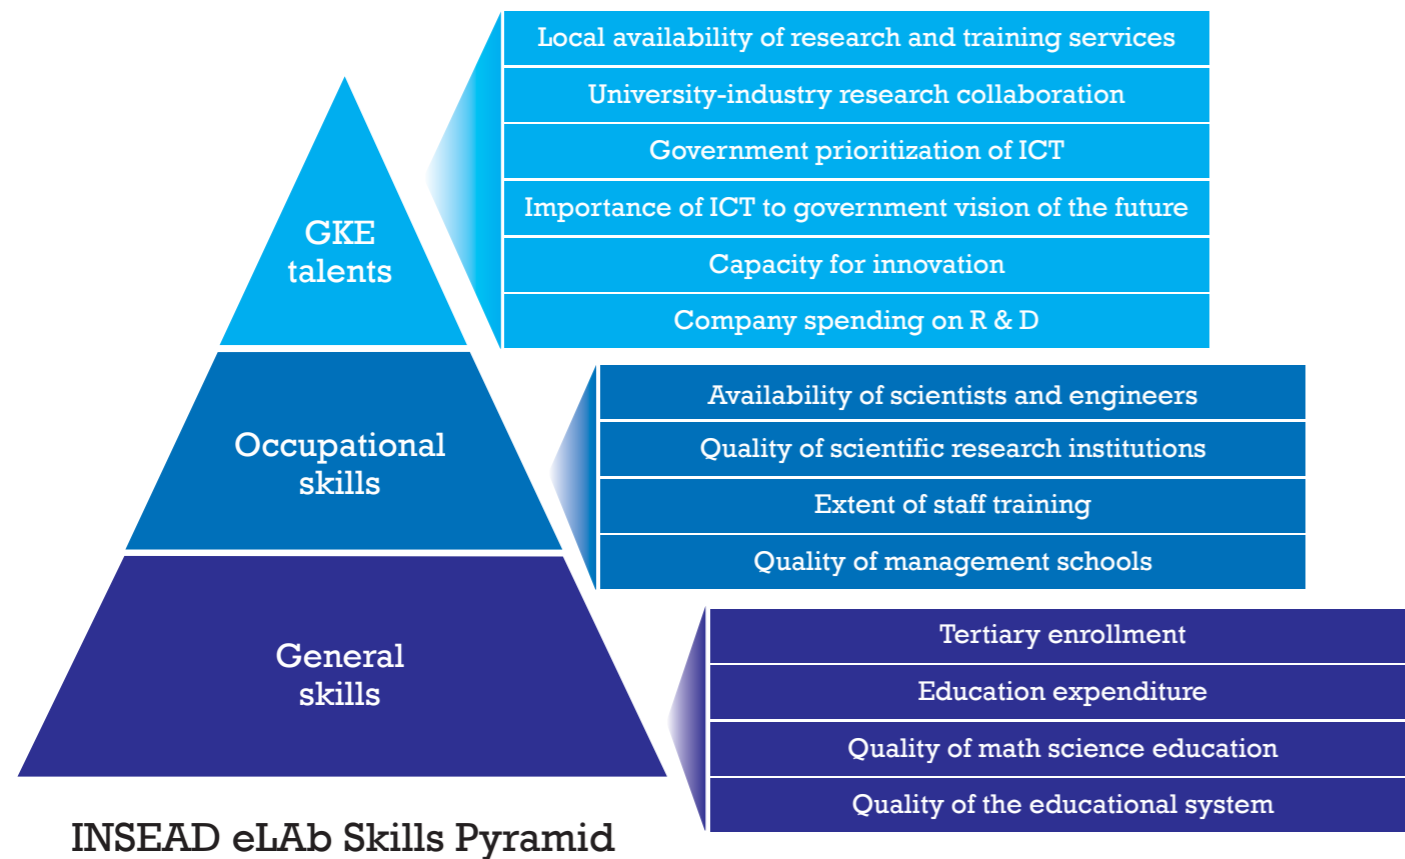 Local availability of research and training services
University-industry research collaboration
Government prioritization of ICT
Importance of ICT to government vision of the future
Capacity for innovation
Company spending on R & D
GKE
talents
Availability of scientists and engineers
Quality of scientific research institutions
Extent of staff training
Quality of management schools
Occupational
skills
Tertiary enrollment
Education expenditure
Quality of math science education
Quality of the educational system
General
skills
INSEAD eLAb Skills Pyramid